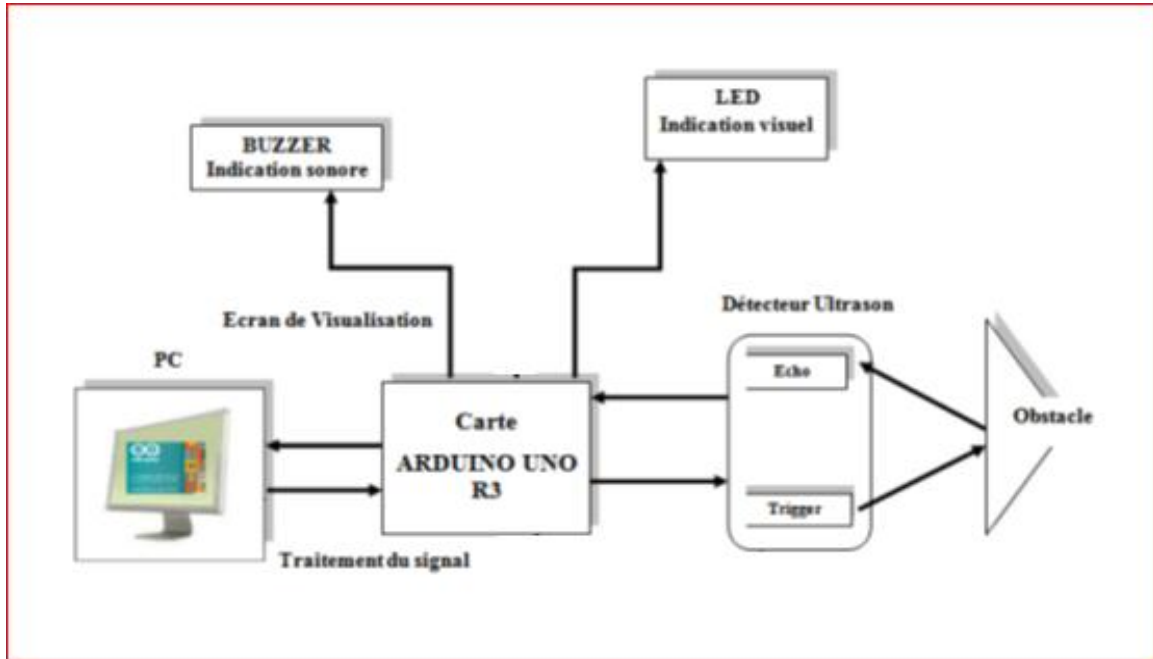 LED
Indication visuel
BUZZER
Indication sonore
Détecteur Ultrason
Ecran de Visualisation
PC
Echo
Carte
ARDUINO UNO
R3
Obstacle
Trigger
Traitement du signal